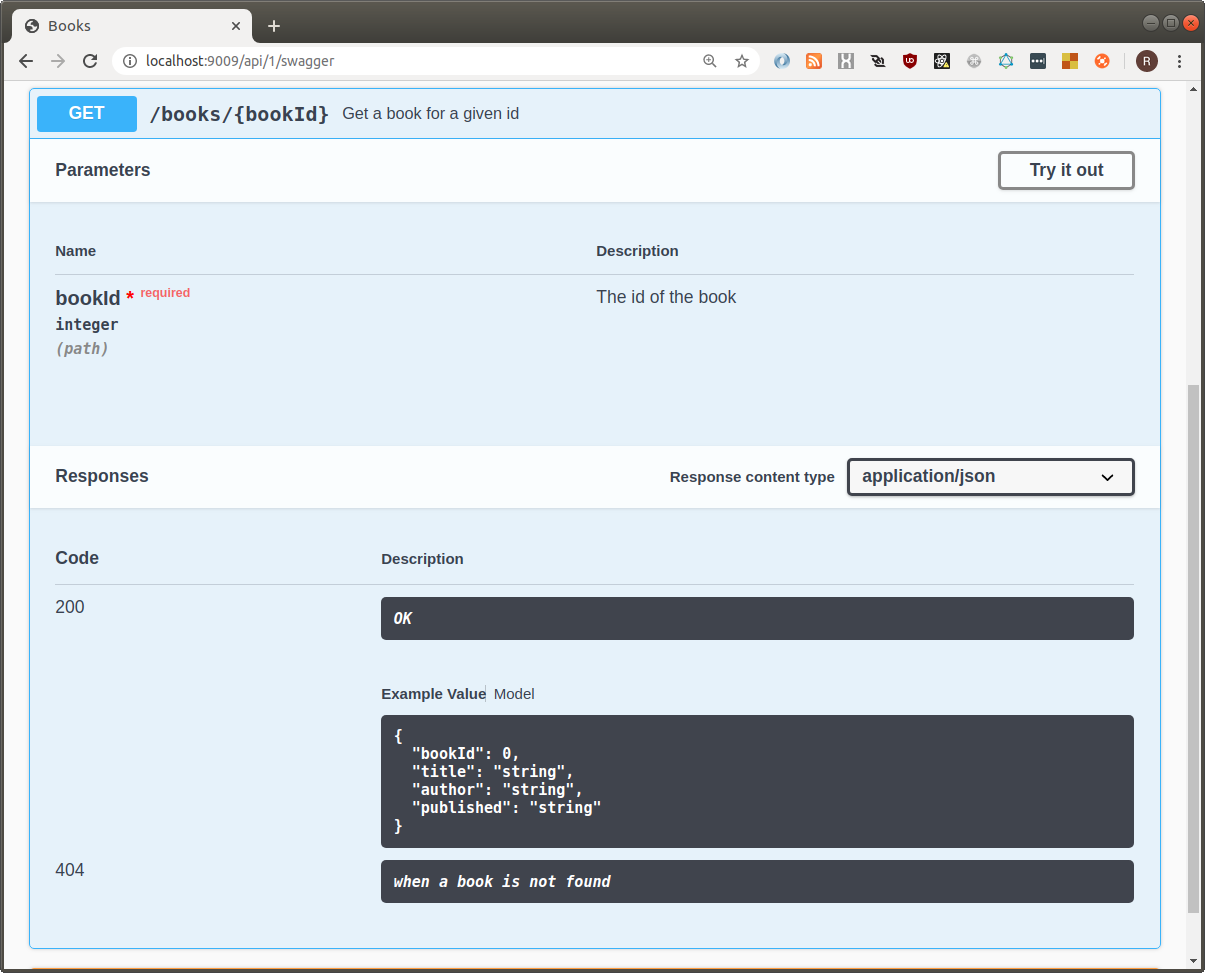 Books
localhost:9009/api/1/swagger
R
GET /books/{bookId} Get a book for a given id
Parameters Try it out
Name Description
bookId * required The id of the book
integer
(path)
Responses Response content type application/json
Code Description
200 OK
Example Value Model
{
"bookId": 0,
"title": "string",
"author": "string",
"published": "string"
}
404 when a book is not found